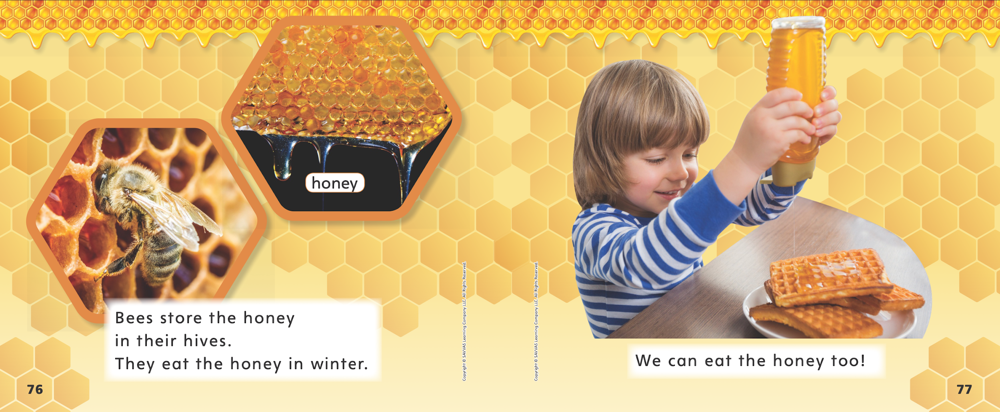 honey
Bees store the honey
in their hives.
They eat the honey in winter.
76
Copyright © SAVVAS Learning Company LLC. All Rights Reserved.
Copyright © SAVVAS Learning Company LLC. All Rights Reserved.
We can eat the honey too!
77